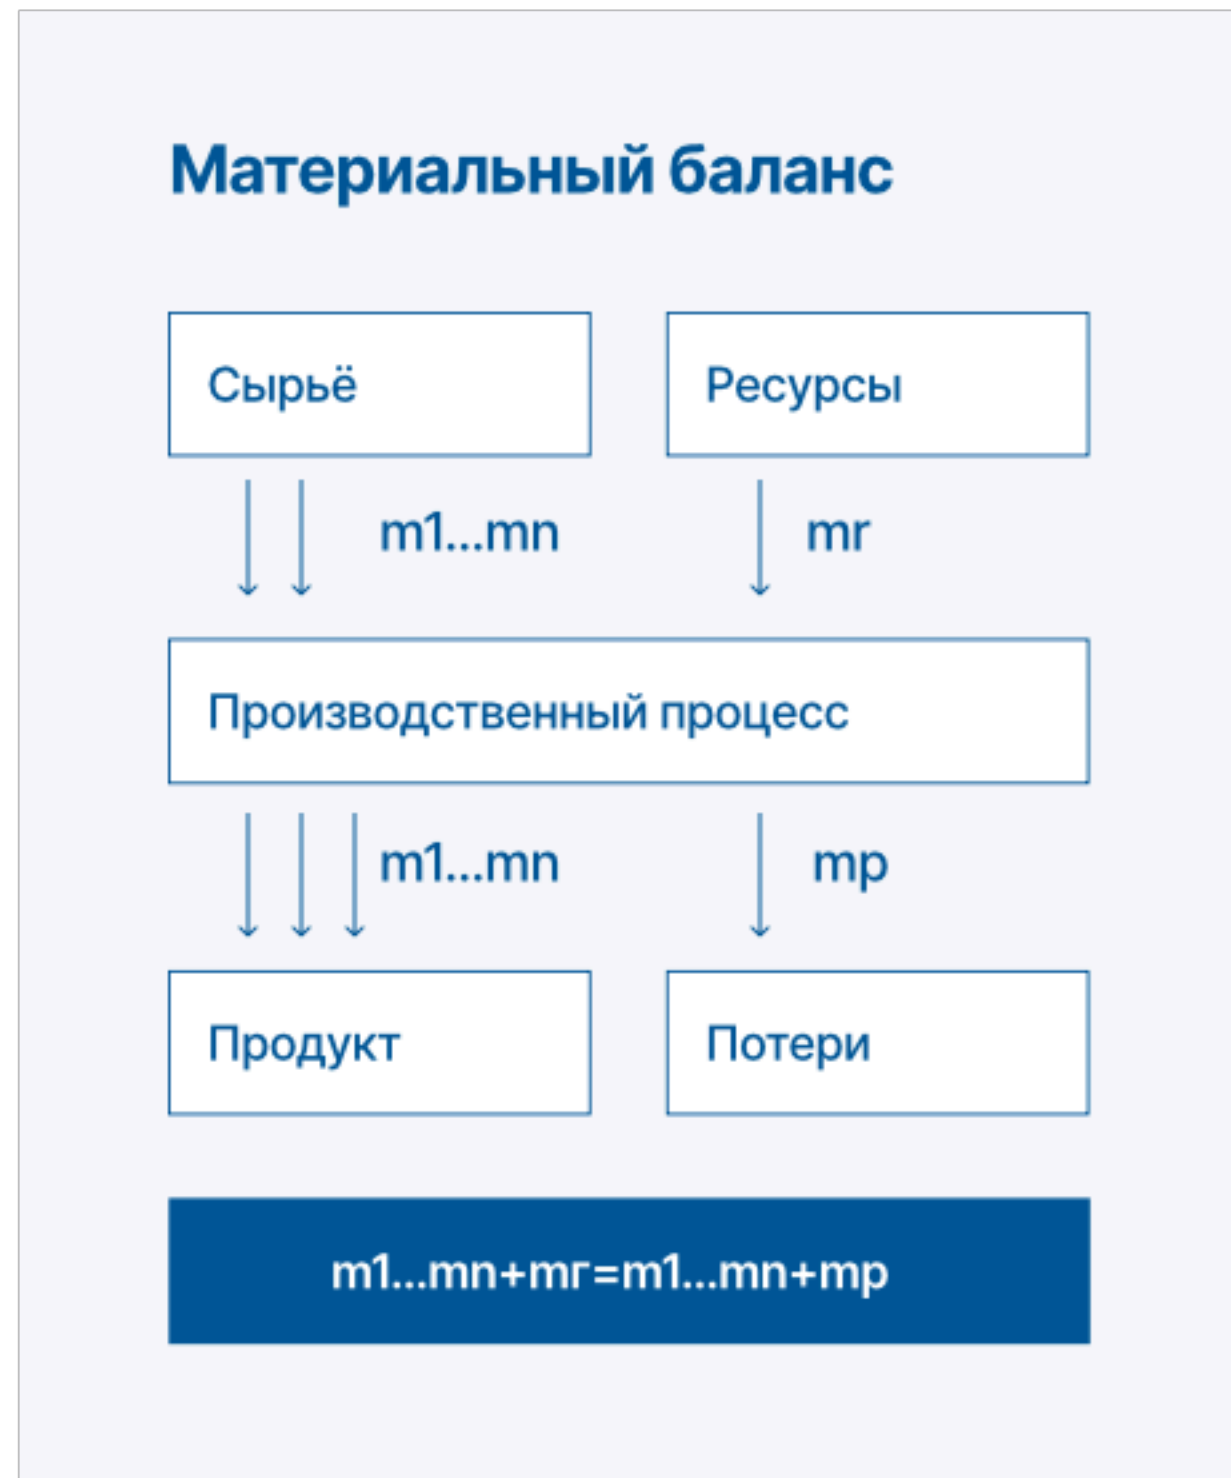 Материальный баланс
Сырьё
Ресурсы
m1...mn
mr
Производственный процесс
m1...mn
mp
Продукт
Потери
m1...mn+mг=m1...mn+mp